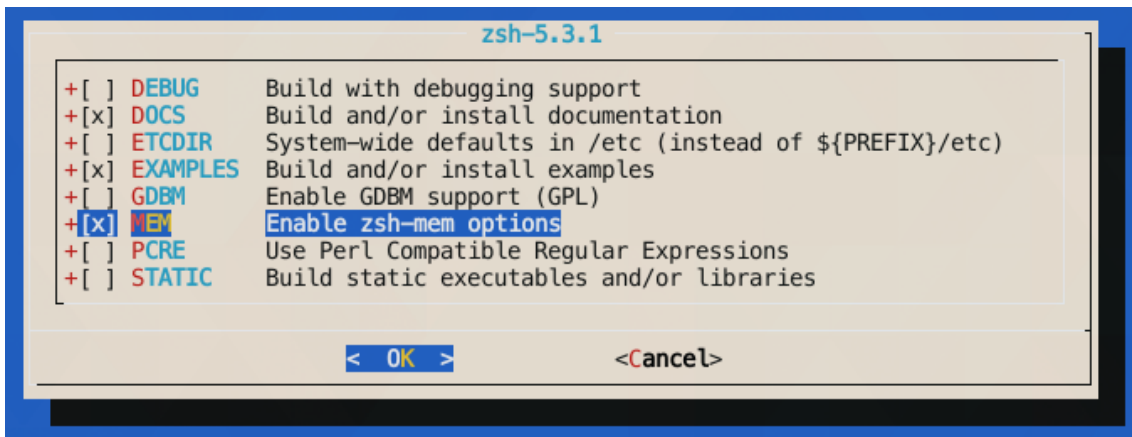 zsh-5.3.1
+[ ] DEBUG Build with debugging support
+[x] DOCS Build and/or install documentation
+[ ] ETCDIR System-wide defaults in /etc (instead of ${PREFIX}/etc)
+[x] EXAMPLES Build and/or install examples
+[ ] GDBM Enable GDBM support (GPL)
+[x] MEM Enable zsh-mem options
+[ ] PCRE Use Perl Compatible Regular Expressions
+[ ] STATIC Build static executables and/or libraries
< OK > <Cancel>